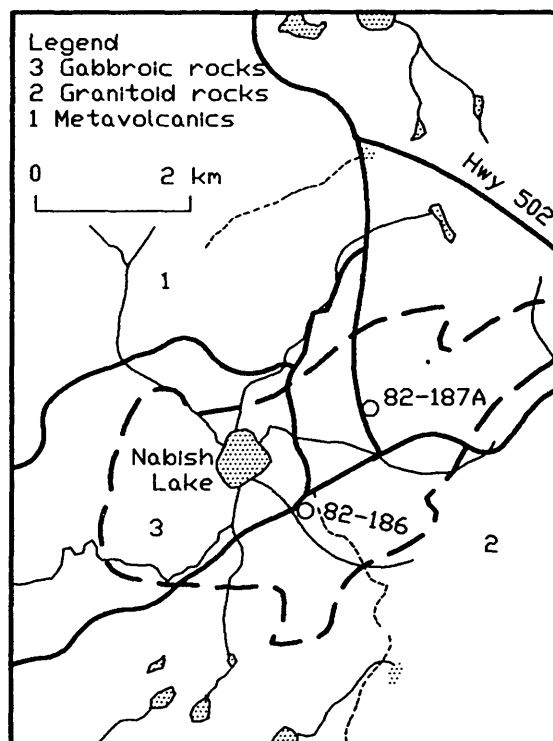 Legend
3 Gabbroic rocks
2 Granitoid rocks
1 Metavolcanics
0 2 km
Hwy 502
1
82-187A
Nabish
Lake
82-186
3
2